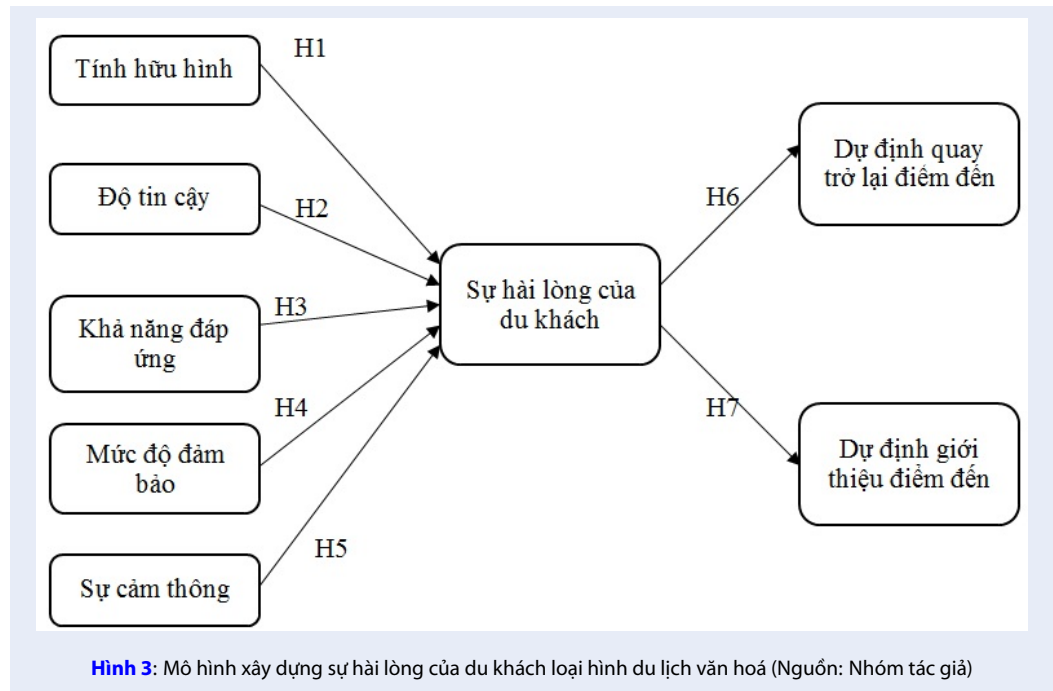 Tính hữu hình
H1
Độ tin cậy
H2
Khả năng đáp
ứng
H3
Mức độ đảm
bảo
H4
Sự cảm thông
H5
Sự hài lòng của
du khách
H6
Dự định quay
trở lại điểm đến
H7
Dự định giới
thiệu điểm đến
Hình 3: Mô hình xây dựng sự hài lòng của du khách loại hình du lịch văn hoá (Nguồn: Nhóm tác giả)